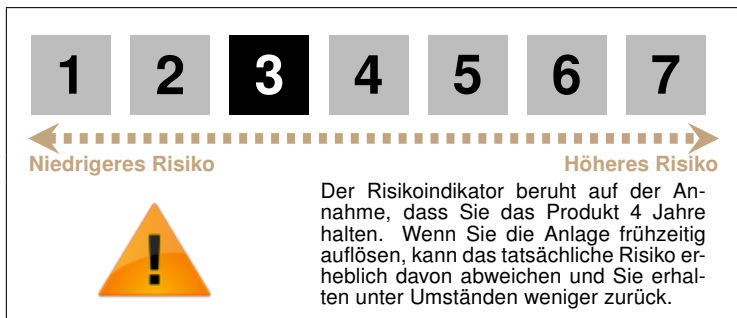 1 2 3 4 5 6 7
Niedrigeres Risiko Höheres Risiko
Der Risikoindikator beruht auf der An-
nahme, dass Sie das Produkt 4 Jahre
halten. Wenn Sie die Anlage frühzeitig
auflösen, kann das tatsächliche Risiko er-
heblich davon abweichen und Sie erhal-
ten unter Umständen weniger zurück.
!